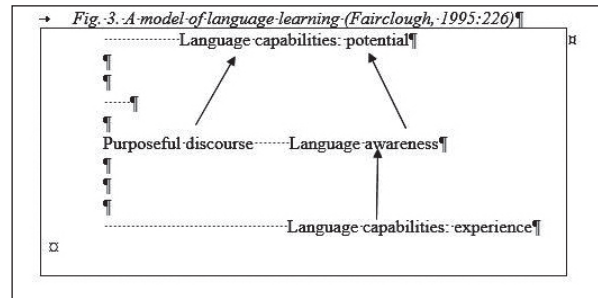 Fig. 3. A model of language learning (Fairclough, 1995:226)¶
Language capabilities: potential¶
¶
¶
¶
¶
Purposeful discourse Language awareness¶
¶
¶
¶
Language capabilities: experience¶